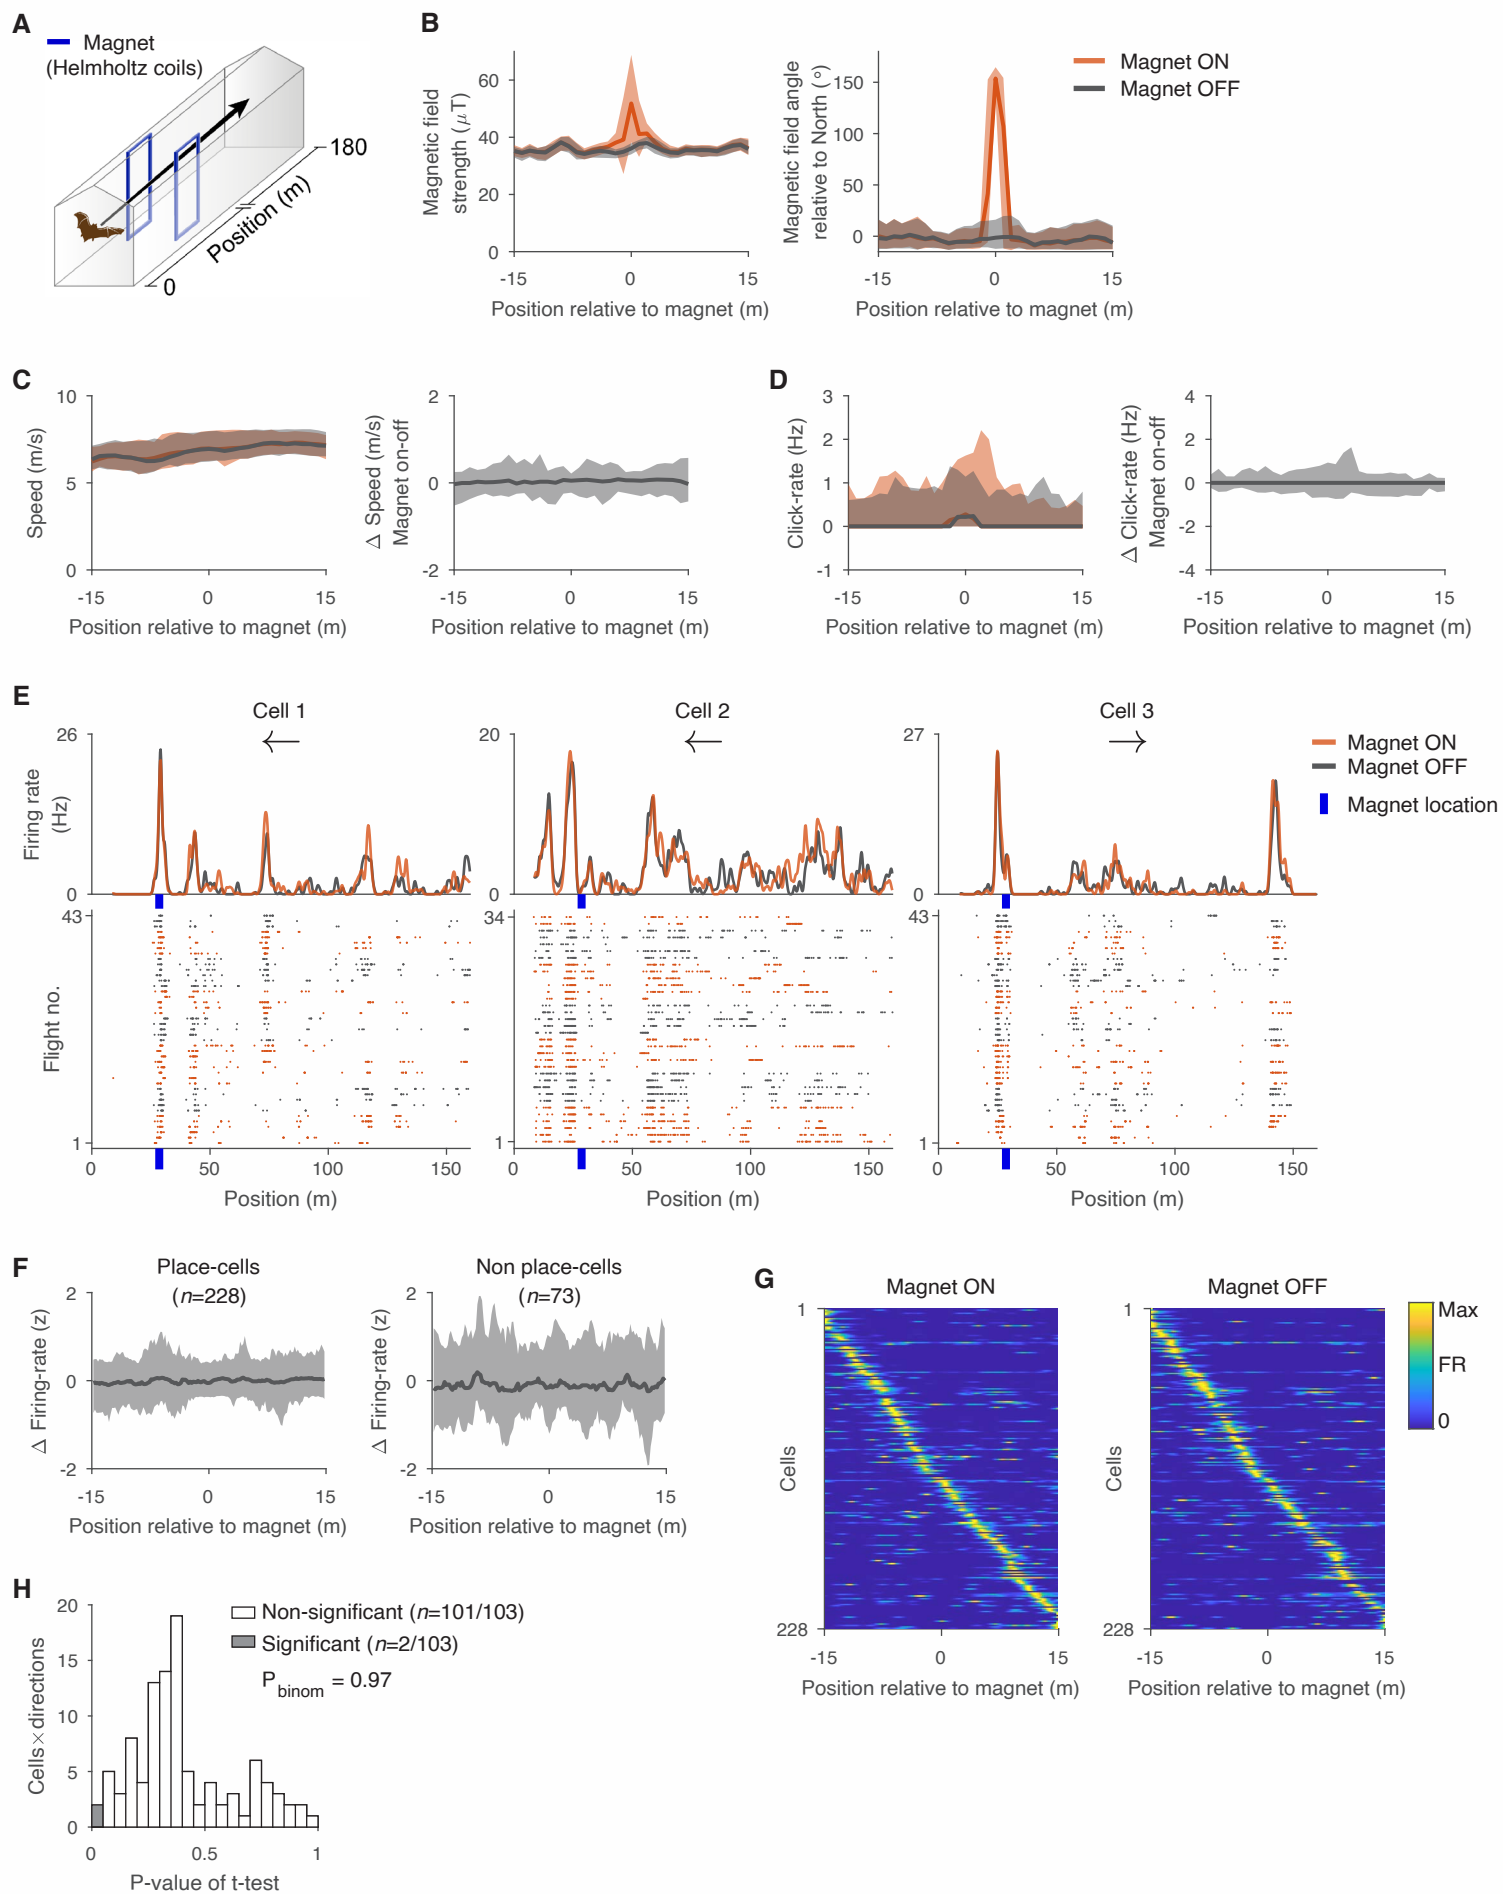 A
Magnet
(Helmholtz coils)
180
Position (m)
0
B
Magnetic field
strength (μ T)
60
40
20
0
-15
0
15
Position relative to magnet (m)
Magnetic field angle
relative to North (°)
150
100
50
0
-15
0
15
Position relative to magnet (m)
Magnet ON
Magnet OFF
C
Speed (m/s)
10
5
0
-15
0
15
Position relative to magnet (m)
Δ Speed (m/s)
Magnet on-off
2
0
-2
-15
0
15
Position relative to magnet (m)
D
Click-rate (Hz)
3
2
1
0
-1
-15
0
15
Position relative to magnet (m)
Δ Click-rate (Hz)
Magnet on-off
4
2
0
-2
-4
-15
0
15
Position relative to magnet (m)
E
Cell 1
Cell 2
Cell 3
Firing rate
(Hz)
26
0
20
0
27
0
Magnet ON
Magnet OFF
Magnet location
Flight no.
43
1
34
1
43
1
0
50
100
150
Position (m)
0
50
100
150
Position (m)
0
50
100
150
Position (m)
F
Place-cells
(n=228)
Δ Firing-rate (z)
2
0
-2
-15
0
15
Position relative to magnet (m)
Non place-cells
(n=73)
Δ Firing-rate (z)
2
0
-2
-15
0
15
Position relative to magnet (m)
G
Magnet ON
Cells
1
228
-15
0
15
Position relative to magnet (m)
Magnet OFF
Cells
1
228
-15
0
15
Position relative to magnet (m)
Max
FR
0
H
Cells×directions
20
15
10
5
0
Non-significant (n=101/103)
Significant (n=2/103)
Pbinom = 0.97
0
0.5
1
P-value of t-test